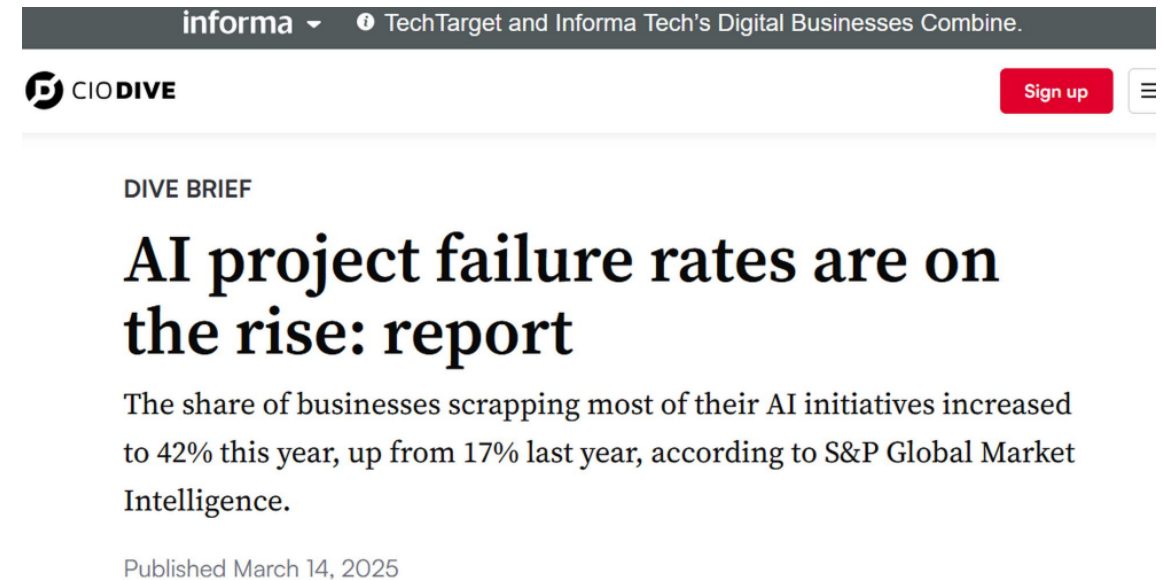 informa TechTarget and Informa Tech's Digital Businesses Combine.
CIODIVE Sign up
DIVE BRIEF
AI project failure rates are on
the rise: report
The share of businesses scrapping most of their AI initiatives increased
to 42% this year, up from 17% last year, according to S&P Global Market
Intelligence.
Published March 14, 2025